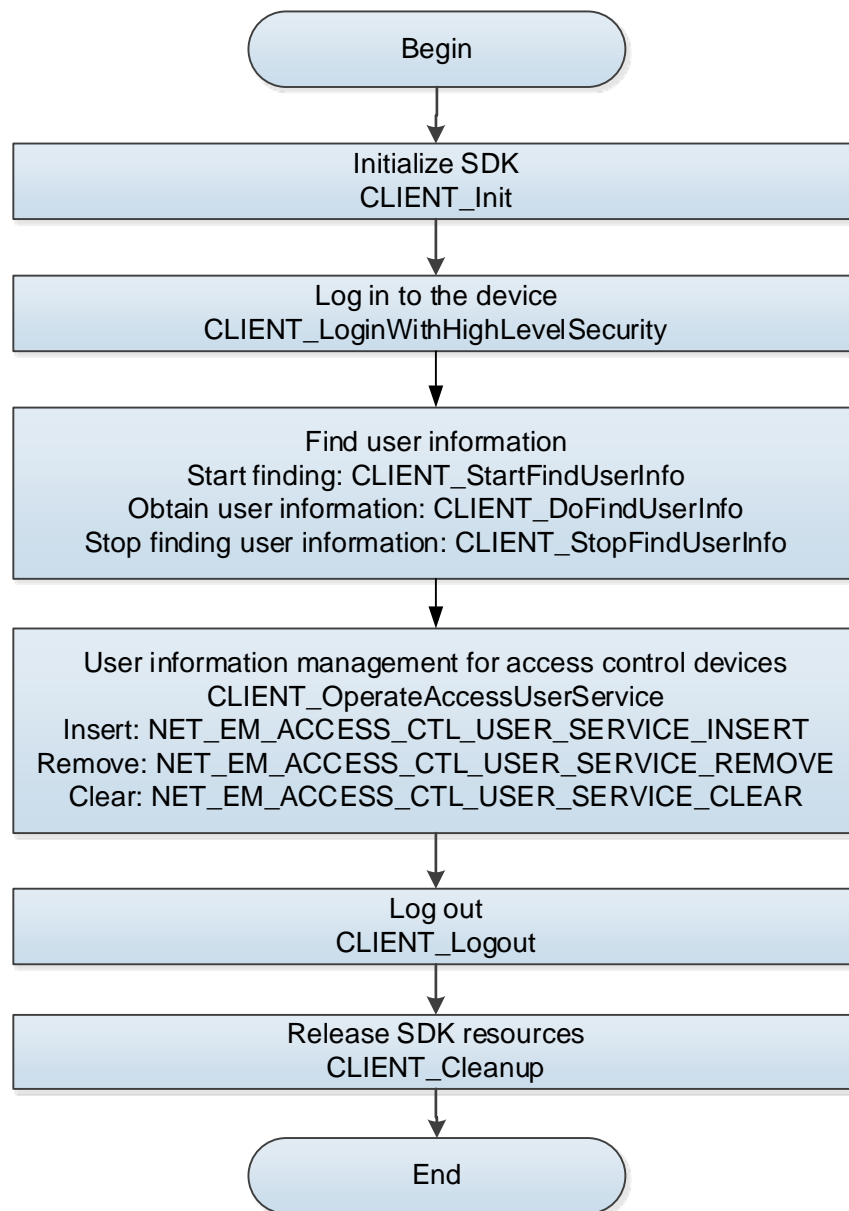 Begin
Initialize SDK
CLIENT_Init
Log in to the device
CLIENT_LoginWithHighLevelSecurity
Find user information
Start finding: CLIENT_StartFindUserInfo
Obtain user information: CLIENT_DoFindUserInfo
Stop finding user information: CLIENT_StopFindUserInfo
User information management for access control devices
CLIENT_OperateAccessUserService
Insert: NET_EM_ACCESS_CTL_USER_SERVICE_INSERT
Remove: NET_EM_ACCESS_CTL_USER_SERVICE_REMOVE
Clear: NET_EM_ACCESS_CTL_USER_SERVICE_CLEAR
Log out
CLIENT_Logout
Release SDK resources
CLIENT_Cleanup
End